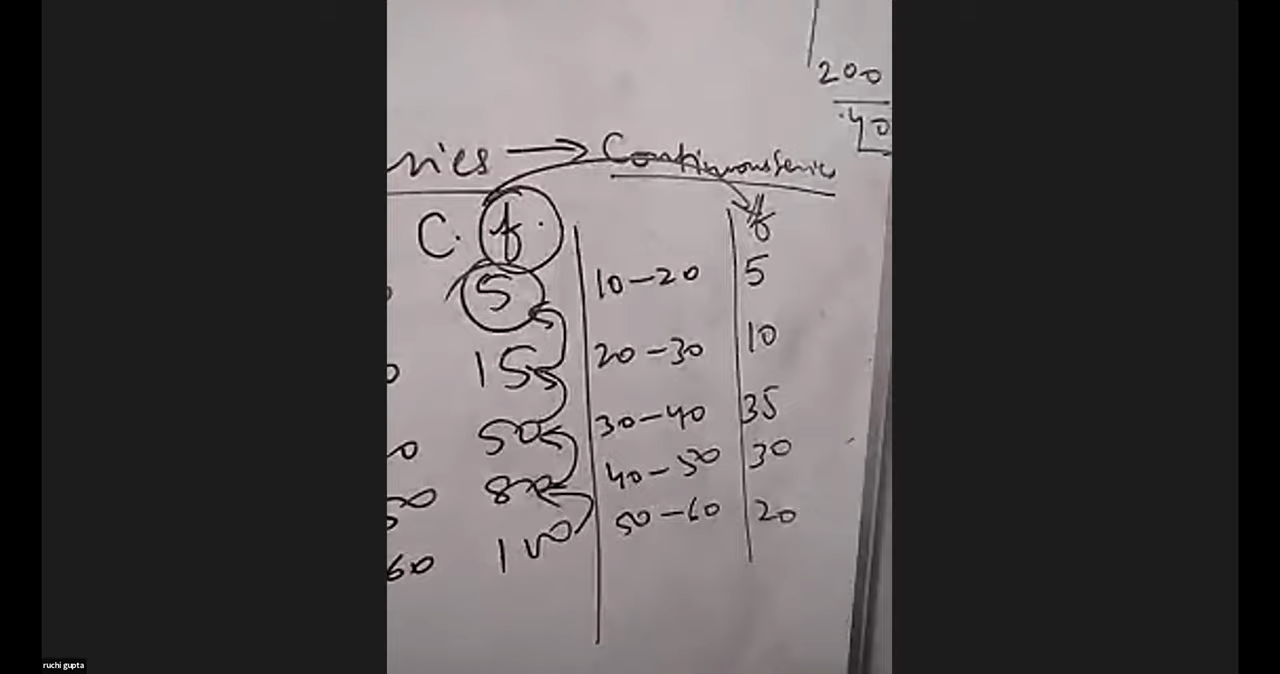 200
40
ries → Continuous Series
C. f. f
5 10-20 5
15 20-30 10
50 30-40 35
80 40-50 30
60 100 50-60 20
ruchi gupta